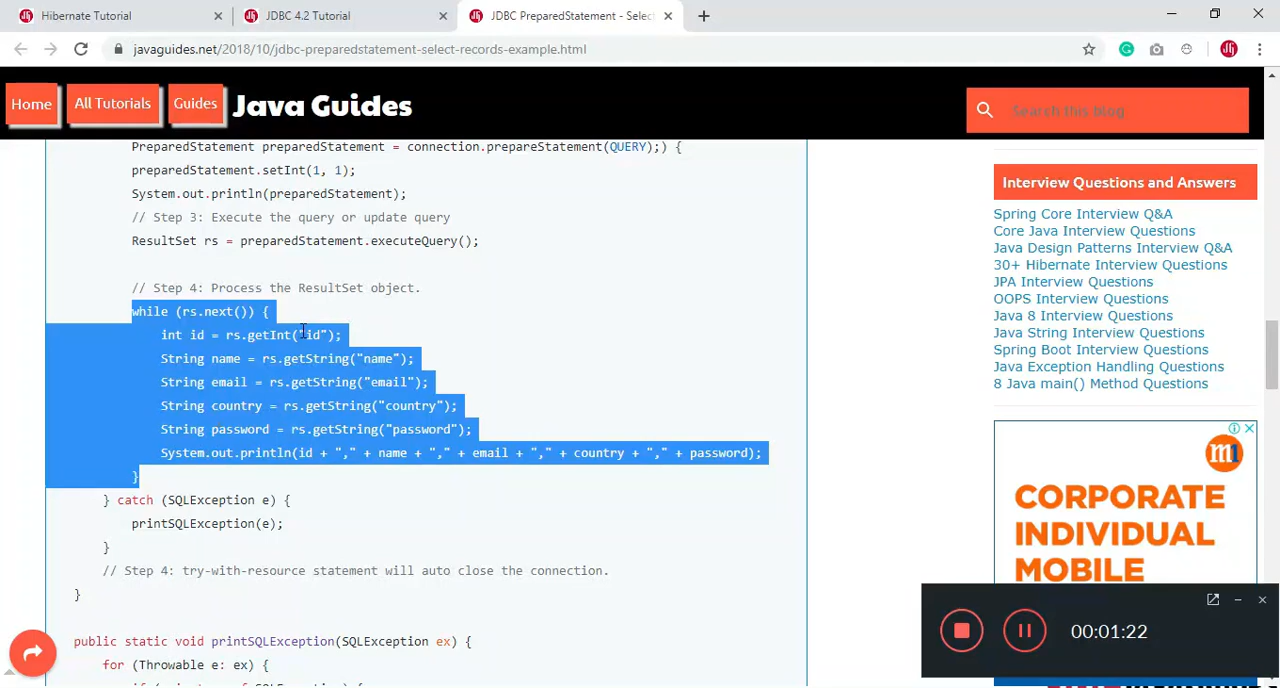 Hibernate Tutorial
JDBC 4.2 Tutorial
JDBC PreparedStatement - Select
javaguides.net/2018/10/jdbc-preparedstatement-select-records-example.html
Home
All Tutorials
Guides
Java Guides
Search this blog
PreparedStatement preparedStatement = connection.prepareStatement(QUERY);) {
preparedStatement.setInt(1, 1);
System.out.println(preparedStatement);
// Step 3: Execute the query or update query
ResultSet rs = preparedStatement.executeQuery();
// Step 4: Process the ResultSet object.
while (rs.next()) {
int id = rs.getInt("id");
String name = rs.getString("name");
String email = rs.getString("email");
String country = rs.getString("country");
String password = rs.getString("password");
System.out.println(id + "," + name + "," + email + "," + country + "," + password);
}
} catch (SQLException e) {
printSQLException(e);
}
// Step 4: try-with-resource statement will auto close the connection.
}
public static void printSQLException(SQLException ex) {
for (Throwable e: ex) {
Interview Questions and Answers
Spring Core Interview Q&A
Core Java Interview Questions
Java Design Patterns Interview Q&A
30+ Hibernate Interview Questions
JPA Interview Questions
OOPS Interview Questions
Java 8 Interview Questions
Java String Interview Questions
Spring Boot Interview Questions
Java Exception Handling Questions
8 Java main() Method Questions
CORPORATE
INDIVIDUAL
MOBILE
00:01:22